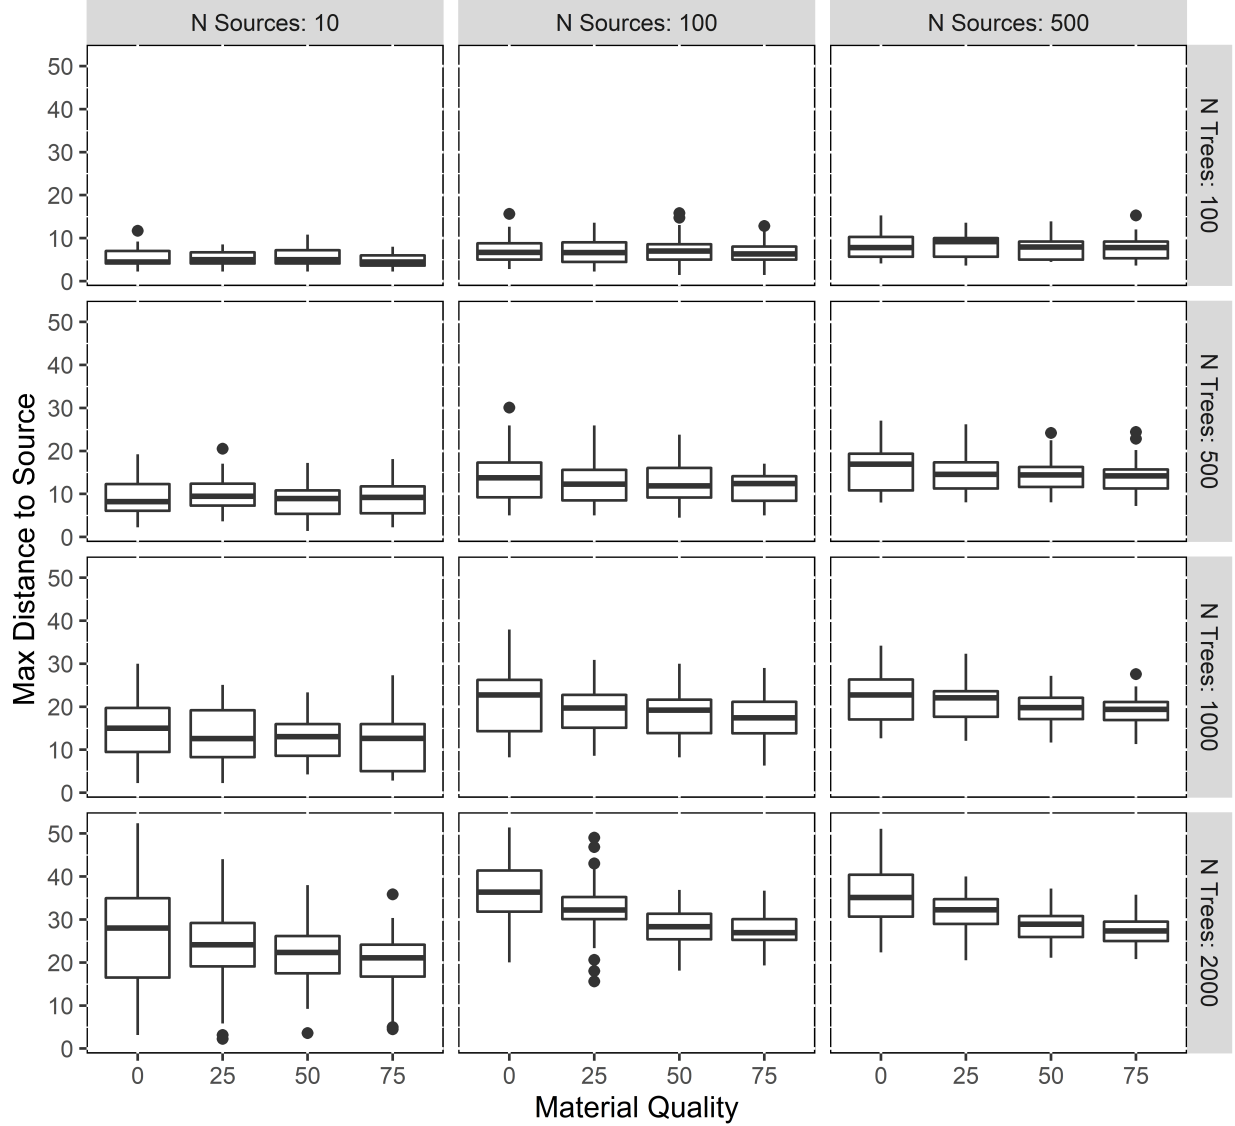 N Sources: 10
N Sources: 100
N Sources: 500
50
40
30
20
10
0
N Trees: 100
50
40
30
20
10
0
N Trees: 500
50
40
30
20
10
0
N Trees: 1000
50
40
30
20
10
0
N Trees: 2000
Max Distance to Source
0 25 50 75
0 25 50 75
0 25 50 75
Material Quality